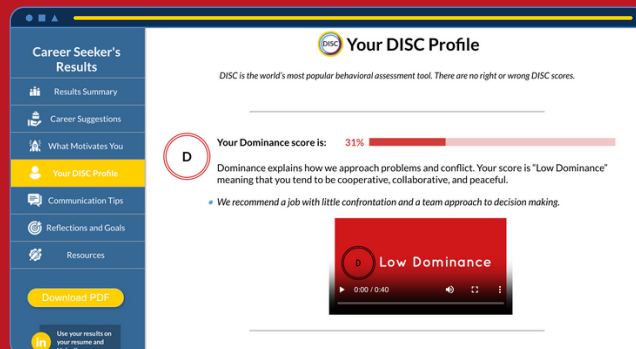 Career Seeker's
Results
Results Summary
Career Suggestions
What Motivates You
Your DISC Profile
Communication Tips
Reflections and Goals
Resources
Download PDF
in
Use your results on
your resume and
DISC
Your DISC Profile
DISC is the world's most popular behavioral assessment tool. There are no right or wrong DISC scores.
D
Your Dominance score is: 31%
Dominance explains how we approach problems and conflict. Your score is "Low Dominance"
meaning that you tend to be cooperative, collaborative, and peaceful.
We recommend a job with little confrontation and a team approach to decision making.
D Low Dominance
0:00 / 0:40